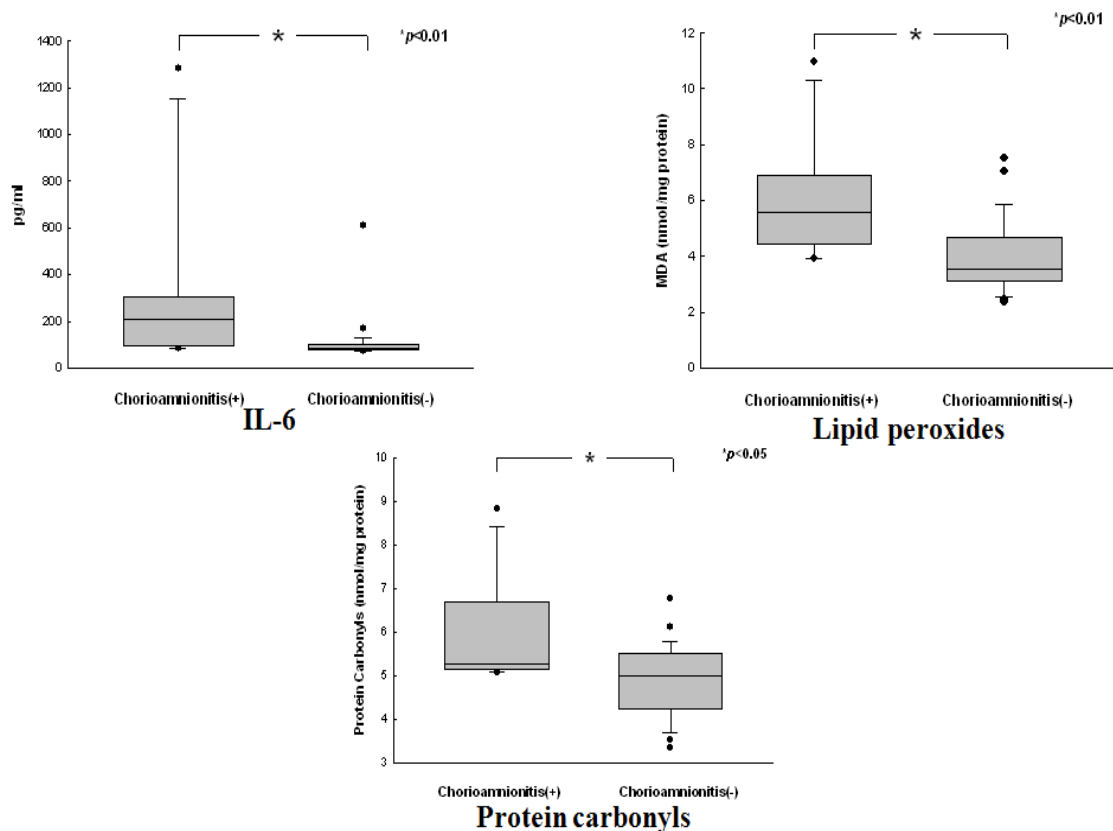 *p<0.01
*
1400
1200
1000
800
600
400
200
0
pg/ml
Chorioamnionitis(+) Chorioamnionitis(-)
IL-6
*p<0.01
*
12
10
8
6
4
2
0
MDA (nmol/mg protein)
Chorioamnionitis(+) Chorioamnionitis(-)
Lipid peroxides
*p<0.05
*
10
9
8
7
6
5
4
3
Protein Carbonyls (nmol/mg protein)
Chorioamnionitis(+) Chorioamnionitis(-)
Protein carbonyls